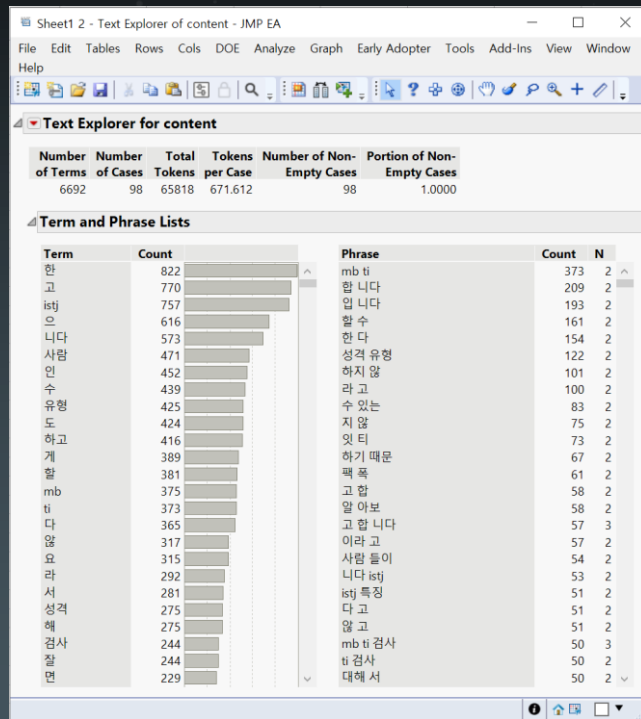 Sheet1 2 - Text Explorer of content - JMP EA
File Edit Tables Rows Cols DOE Analyze Graph Early Adopter Tools Add-Ins View Window
Help
Text Explorer for content
Number of Terms Number of Cases Total Tokens Tokens per Case Number of Non-Empty Cases Portion of Non-Empty Cases
6692 98 65818 671.612 98 1.0000
Term and Phrase Lists
Term Count Phrase Count N
한 822 mb ti 373 2
고 770 합 니다 209 2
istj 757 입 니다 193 2
으 616 할 수 161 2
니다 573 한 다 154 2
사람 471 성격 유형 122 2
인 452 하지 않 101 2
수 439 라 고 100 2
유형 425 수 있는 83 2
도 424 지 않 75 2
하고 416 잇 티 73 2
게 389 하기 때문 67 2
할 381 팩 폭 61 2
mb 375 고 합 58 2
ti 373 알 아보 58 2
다 365 고 합 니다 57 3
않 317 이라 고 57 2
요 315 사람 들이 54 2
라 292 니다 istj 53 2
서 281 istj 특징 51 2
성격 275 다 고 51 2
해 275 않 고 51 2
검사 244 mb ti 검사 50 3
잘 244 ti 검사 50 2
면 229 대해 서 50 2